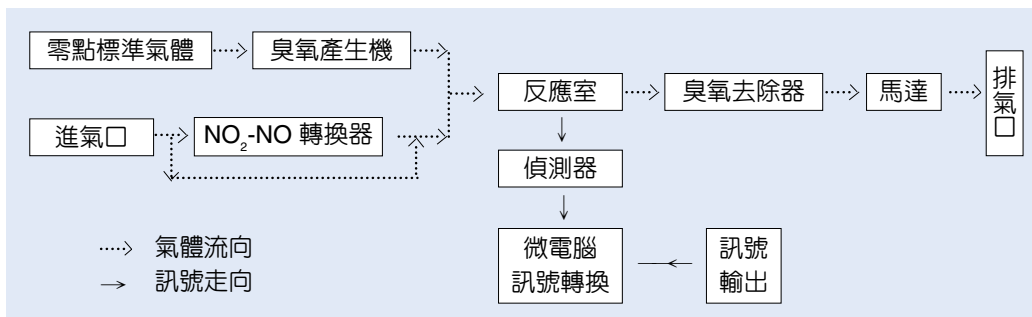 零點標準氣體
臭氧產生機
進氣口
NO₂-NO 轉換器
反應室
臭氧去除器
馬達
排氣口
偵測器
微電腦
訊號轉換
訊號
輸出
氣體流向
訊號走向